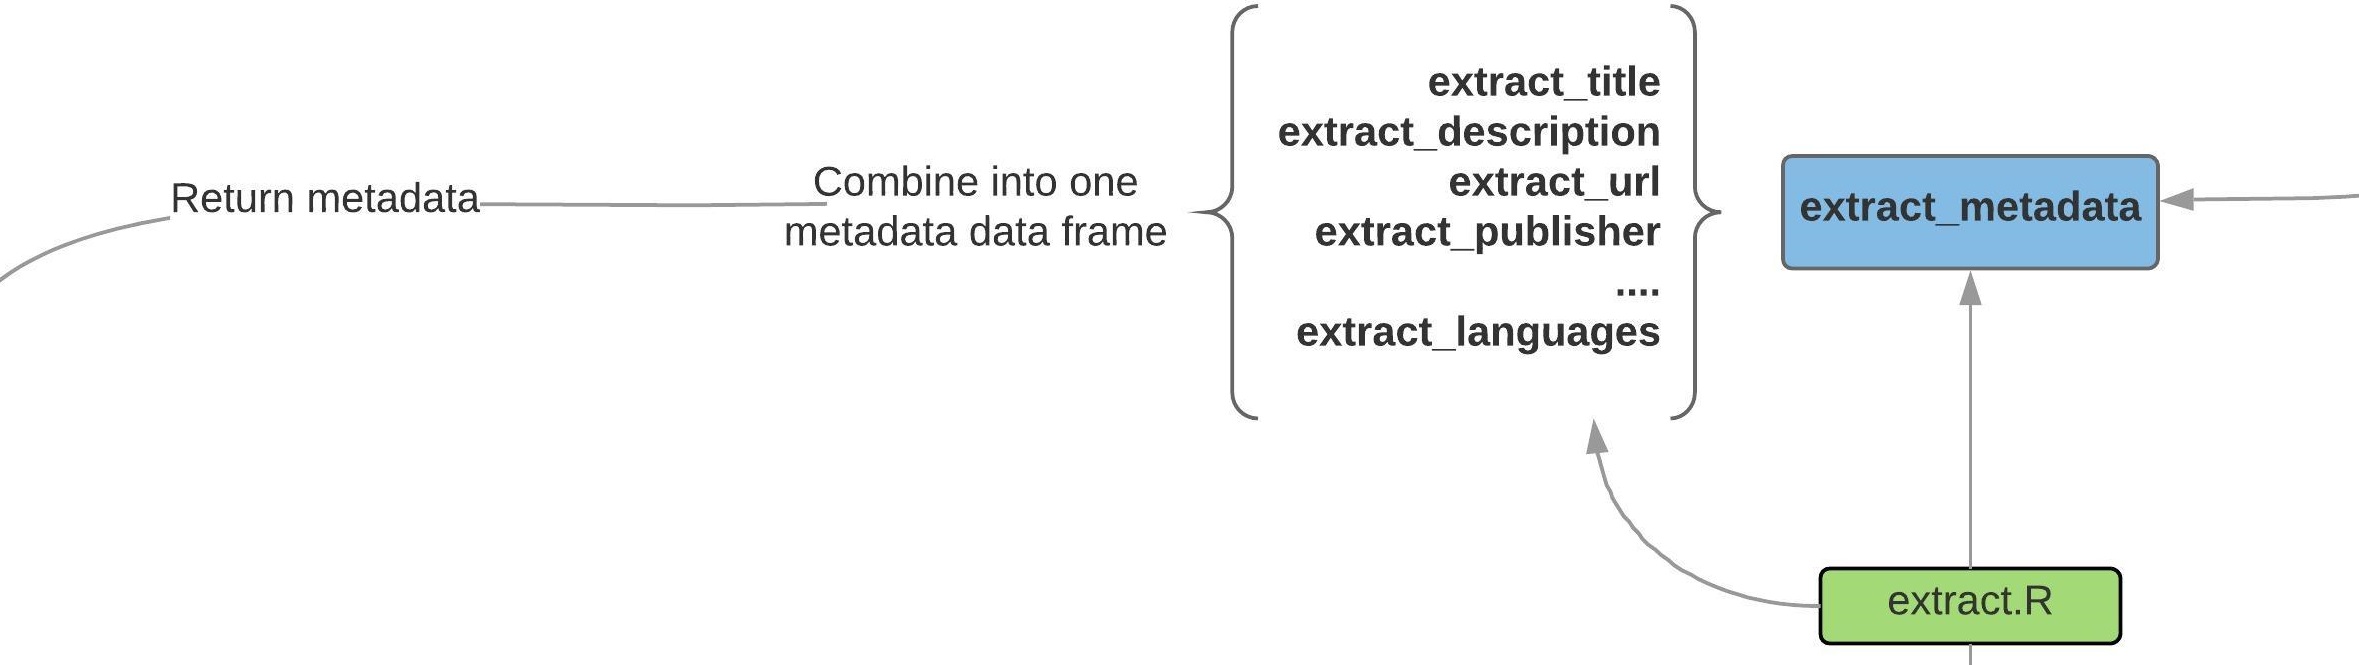 Return metadata
Combine into one
metadata data frame
extract_title
extract_description
extract_url
extract_publisher
....
extract_languages
extract_metadata
extract.R